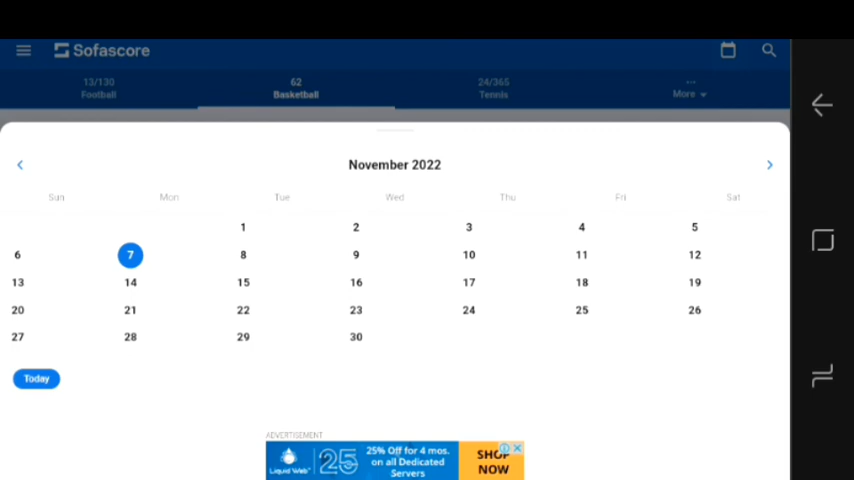 Sofascore
13/130 62 24/365 ...
Football Basketball Tennis More
November 2022
Sun Mon Tue Wed Thu Fri Sat
1 2 3 4 5
6 7 8 9 10 11 12
13 14 15 16 17 18 19
20 21 22 23 24 25 26
27 28 29 30
Today
ADVERTISEMENT
Liquid Web
25
25% Off for 4 mos.
on all Dedicated
Servers
SHOP
NOW